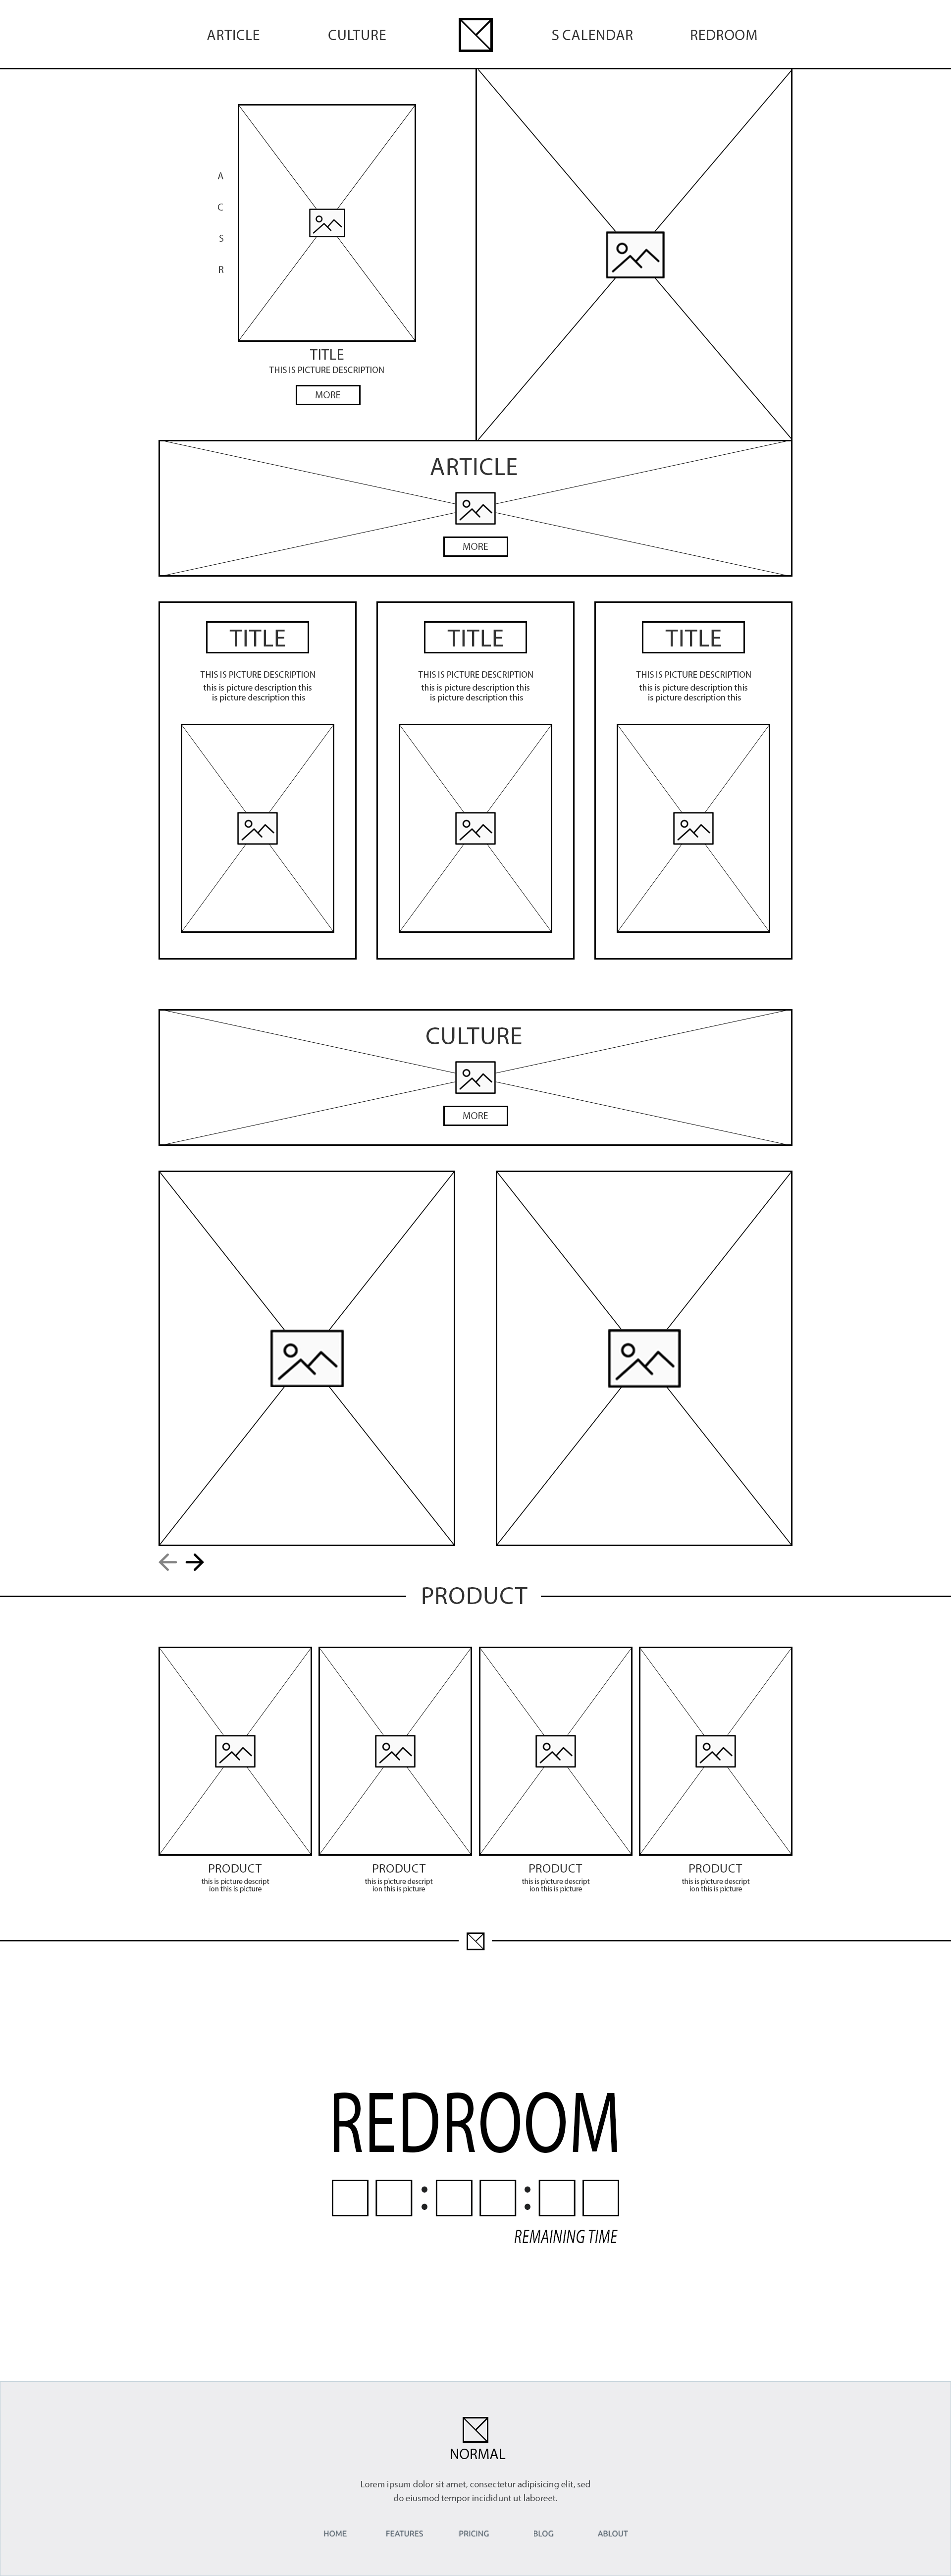 ARTICLE
CULTURE
S CALENDAR
REDROOM
A
C
S
R
TITLE
THIS IS PICTURE DESCRIPTION
MORE
ARTICLE
MORE
TITLE
THIS IS PICTURE DESCRIPTION
this is picture description this
is picture description this
TITLE
THIS IS PICTURE DESCRIPTION
this is picture description this
is picture description this
TITLE
THIS IS PICTURE DESCRIPTION
this is picture description this
is picture description this
CULTURE
MORE
PRODUCT
PRODUCT
this is picture descript
ion this is picture
PRODUCT
this is picture descript
ion this is picture
PRODUCT
this is picture descript
ion this is picture
PRODUCT
this is picture descript
ion this is picture
REDROOM
REMAINING TIME
NORMAL
Lorem ipsum dolor sit amet, consectetur adipisicing elit, sed
do eiusmod tempor incididunt ut laboreet.
HOME
FEATURES
PRICING
BLOG
ABLOUT